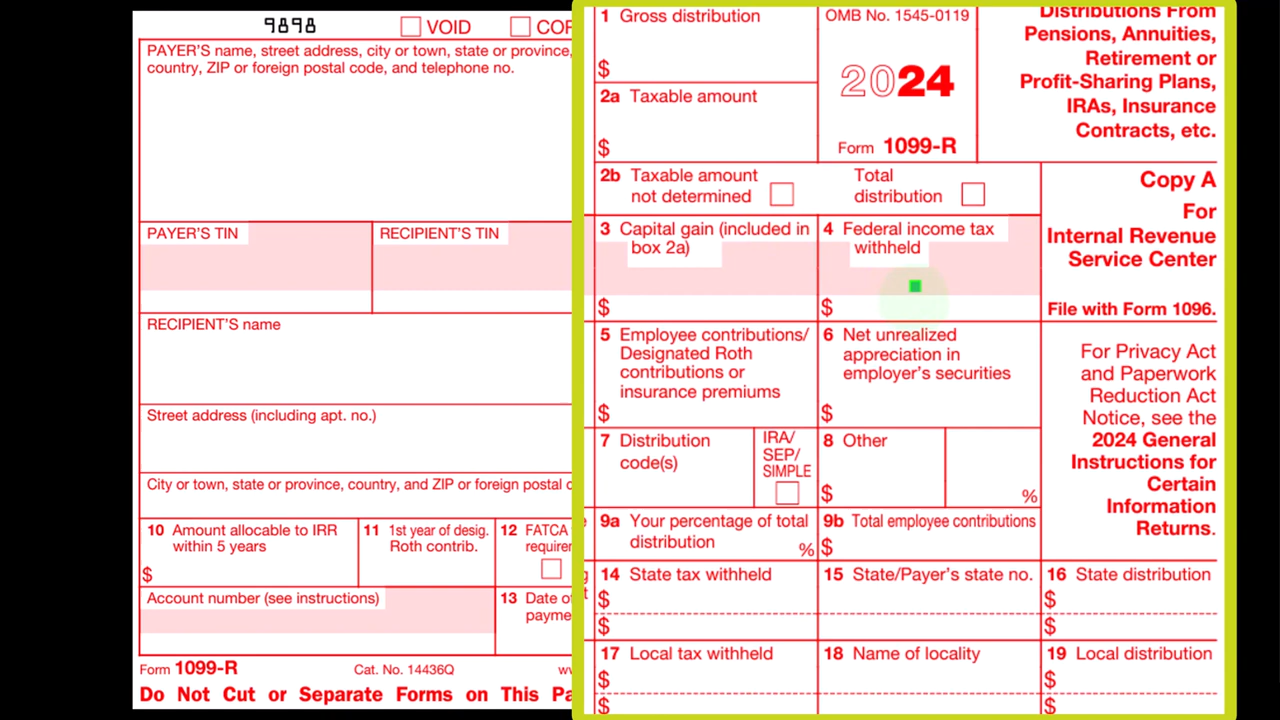 9898
VOID
COR
PAYER'S name, street address, city or town, state or province,
country, ZIP or foreign postal code, and telephone no.
PAYER'S TIN
RECIPIENT'S TIN
RECIPIENT'S name
Street address (including apt. no.)
City or town, state or province, country, and ZIP or foreign postal c
10 Amount allocable to IRR
within 5 years
$
11 1st year of desig.
Roth contrib.
12 FATCA
requirer
Account number (see instructions)
13 Date of
payme
Form 1099-R
Cat. No. 14436Q
Do Not Cut or Separate Forms on This Pa
1 Gross distribution
$
OMB No. 1545-0119
2024
Form 1099-R
Distributions From
Pensions, Annuities,
Retirement or
Profit-Sharing Plans,
IRAs, Insurance
Contracts, etc.
2a Taxable amount
$
2b Taxable amount
not determined
Total
distribution
Copy A
For
Internal Revenue
Service Center
File with Form 1096.
3 Capital gain (included in
box 2a)
$
4 Federal income tax
withheld
$
5 Employee contributions/
Designated Roth
contributions or
insurance premiums
$
6 Net unrealized
appreciation in
employer's securities
$
For Privacy Act
and Paperwork
Reduction Act
Notice, see the
2024 General
Instructions for
Certain
Information
Returns.
7 Distribution
code(s)
IRA/
SEP/
SIMPLE
8 Other
$
%
9a Your percentage of total
distribution
%
9b Total employee contributions
$
14 State tax withheld
$
$
15 State/Payer's state no.
16 State distribution
$
$
17 Local tax withheld
$
$
18 Name of locality
19 Local distribution
$
$